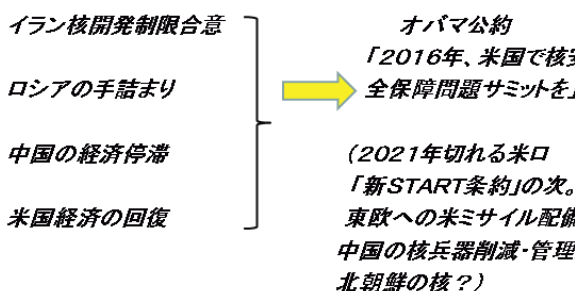 イラン核開発制限合意
ロシアの手詰まり
中国の経済停滞
米国経済の回復
オバマ公約
「2016年、米国で核安
全保障問題サミットを」
(2021年切れる米ロ
「新START条約」の次。
東欧への米ミサイル配備
中国の核兵器削減・管理
北朝鮮の核？)